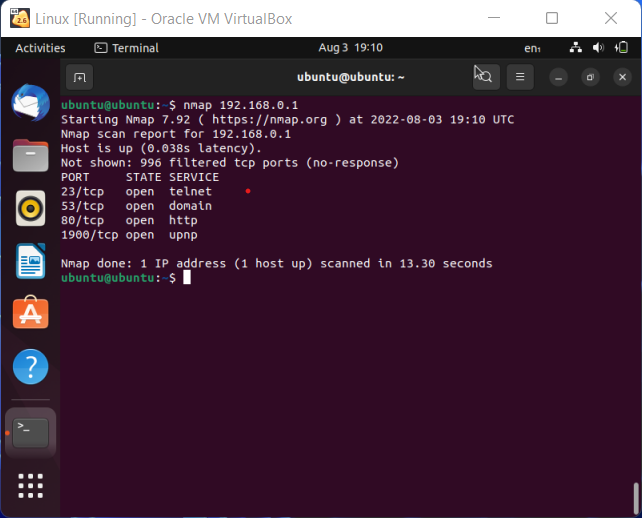 Linux [Running] - Oracle VM VirtualBox
Activities Terminal Aug 3 19:10 en₁
ubuntu@ubuntu: ~
ubuntu@ubuntu:~$ nmap 192.168.0.1
Starting Nmap 7.92 ( https://nmap.org ) at 2022-08-03 19:10 UTC
Nmap scan report for 192.168.0.1
Host is up (0.038s latency).
Not shown: 996 filtered tcp ports (no-response)
PORT     STATE SERVICE
23/tcp   open  telnet
53/tcp   open  domain
80/tcp   open  http
1900/tcp open  upnp
Nmap done: 1 IP address (1 host up) scanned in 13.30 seconds
ubuntu@ubuntu:~$